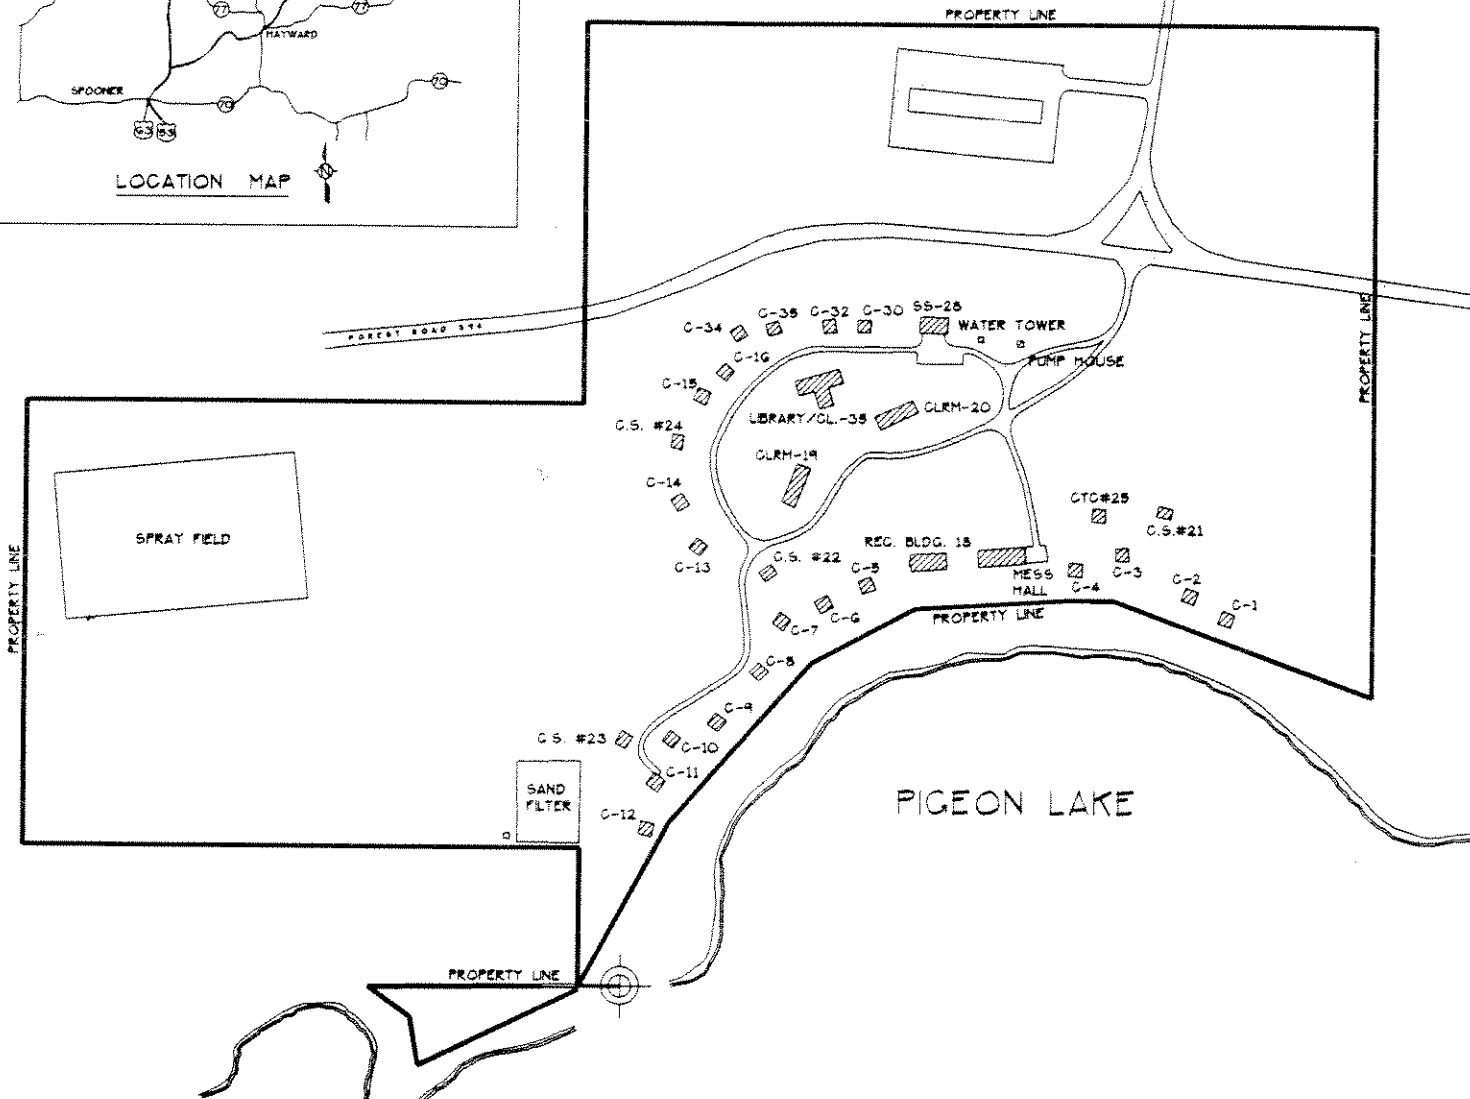 PROPERTY LINE
77
77
HAYWARD
70
SPOONER
70
63
53
LOCATION MAP
N
FOREST ROAD
C-34
C-35
C-32
C-30
SS-28
WATER TOWER
PUMP HOUSE
PROPERTY LINE
C-16
C-15
LIBRARY/CL.-35
CLRM-20
C.S. #24
CLRM-19
C-14
CTC#25
C.S.#21
SPRAY FIELD
PROPERTY LINE
C-13
C.S. #22
C-5
REC. BLDG. 18
MESS
HALL
C-4
C-3
C-2
C-1
C-6
C-7
PROPERTY LINE
C-8
C-9
C.S. #23
C-10
C-11
SAND
FILTER
C-12
PIGEON LAKE
PROPERTY LINE